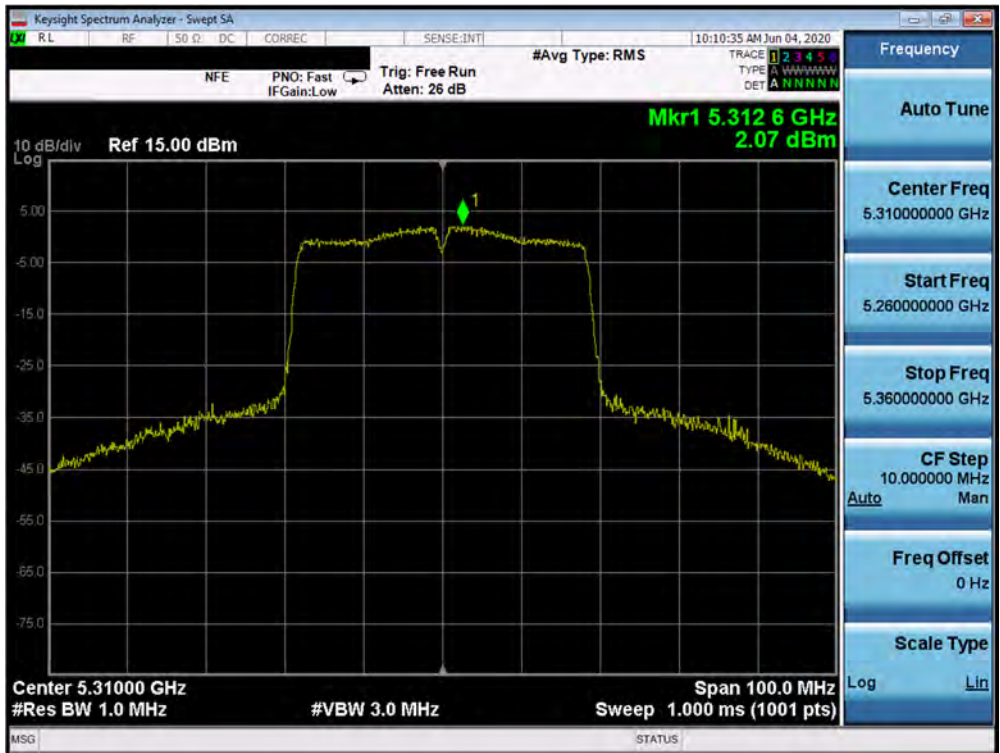 Keysight Spectrum Analyzer - Swept SA
LXI RL RF 50 Ω DC CORREC SENSE:INT 10:10:35 AM Jun 04, 2020
#Avg Type: RMS TRACE 1 2 3 4 5 6
NFE PNO: Fast Trig: Free Run TYPE A WWWWW
IFGain:Low Atten: 26 dB DET A N N N N N
Mkr1 5.312 6 GHz
2.07 dBm
10 dB/div Ref 15.00 dBm
Log
1
5.00
-5.00
-15.0
-25.0
-35.0
-45.0
-55.0
-65.0
-75.0
Center 5.31000 GHz Span 100.0 MHz
#Res BW 1.0 MHz #VBW 3.0 MHz Sweep 1.000 ms (1001 pts)
MSG STATUS
Frequency
Auto Tune
Center Freq
5.310000000 GHz
Start Freq
5.260000000 GHz
Stop Freq
5.360000000 GHz
CF Step
10.000000 MHz
Auto Man
Freq Offset
0 Hz
Scale Type
Log Lin